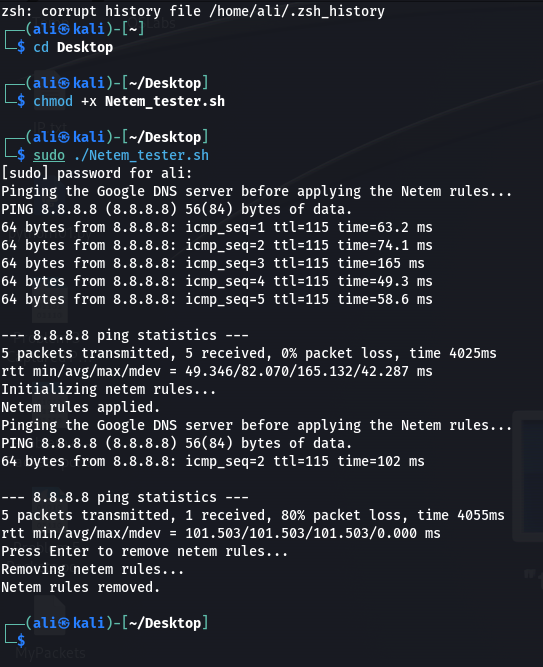 zsh: corrupt history file /home/ali/.zsh_history
┌──(ali㉿kali)-[~]
└─$ cd Desktop
┌──(ali㉿kali)-[~/Desktop]
└─$ chmod +x Netem_tester.sh
┌──(ali㉿kali)-[~/Desktop]
└─$ sudo ./Netem_tester.sh
[sudo] password for ali:
Pinging the Google DNS server before applying the Netem rules...
PING 8.8.8.8 (8.8.8.8) 56(84) bytes of data.
64 bytes from 8.8.8.8: icmp_seq=1 ttl=115 time=63.2 ms
64 bytes from 8.8.8.8: icmp_seq=2 ttl=115 time=74.1 ms
64 bytes from 8.8.8.8: icmp_seq=3 ttl=115 time=165 ms
64 bytes from 8.8.8.8: icmp_seq=4 ttl=115 time=49.3 ms
64 bytes from 8.8.8.8: icmp_seq=5 ttl=115 time=58.6 ms
--- 8.8.8.8 ping statistics ---
5 packets transmitted, 5 received, 0% packet loss, time 4025ms
rtt min/avg/max/mdev = 49.346/82.070/165.132/42.287 ms
Initializing netem rules...
Netem rules applied.
Pinging the Google DNS server before applying the Netem rules...
PING 8.8.8.8 (8.8.8.8) 56(84) bytes of data.
64 bytes from 8.8.8.8: icmp_seq=2 ttl=115 time=102 ms
--- 8.8.8.8 ping statistics ---
5 packets transmitted, 1 received, 80% packet loss, time 4055ms
rtt min/avg/max/mdev = 101.503/101.503/101.503/0.000 ms
Press Enter to remove netem rules...
Removing netem rules...
Netem rules removed.
┌──(ali㉿kali)-[~/Desktop]
└─$
MyPackets